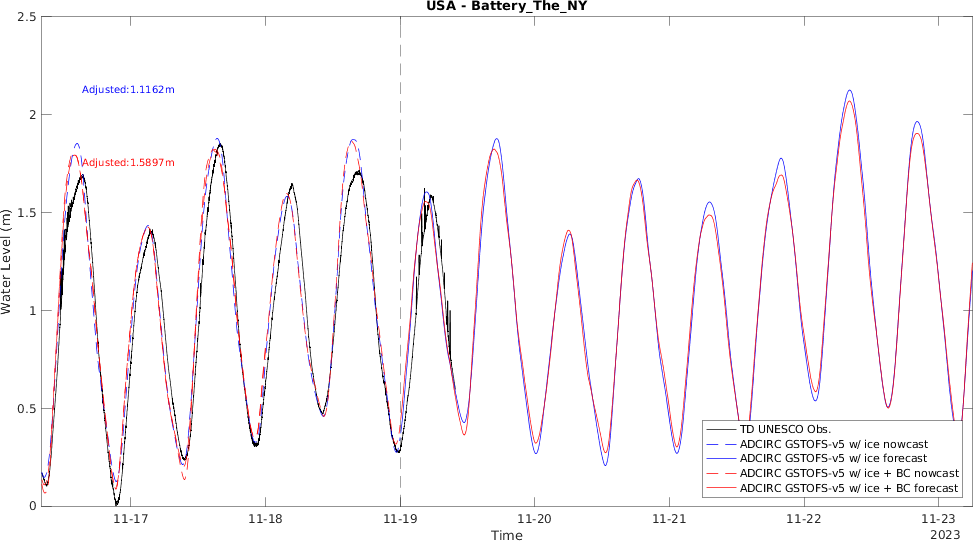 USA - Battery_The_NY
2.5
2
1.5
1
0.5
0
Water Level (m)
Adjusted:1.1162m
Adjusted:1.5897m
TD UNESCO Obs.
ADCIRC GSTOFS-v5 w/ ice nowcast
ADCIRC GSTOFS-v5 w/ ice forecast
ADCIRC GSTOFS-v5 w/ ice + BC nowcast
ADCIRC GSTOFS-v5 w/ ice + BC forecast
11-17 11-18 11-19 11-20 11-21 11-22 11-23
Time
2023